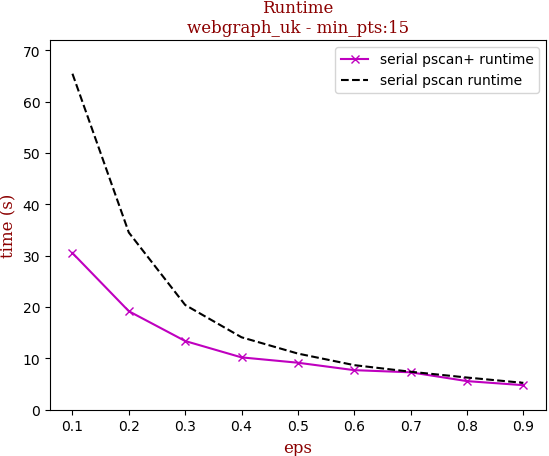 Runtime
webgraph_uk - min_pts:15
serial pscan+ runtime
serial pscan runtime
time (s)
70
60
50
40
30
20
10
0
0.1 0.2 0.3 0.4 0.5 0.6 0.7 0.8 0.9
eps